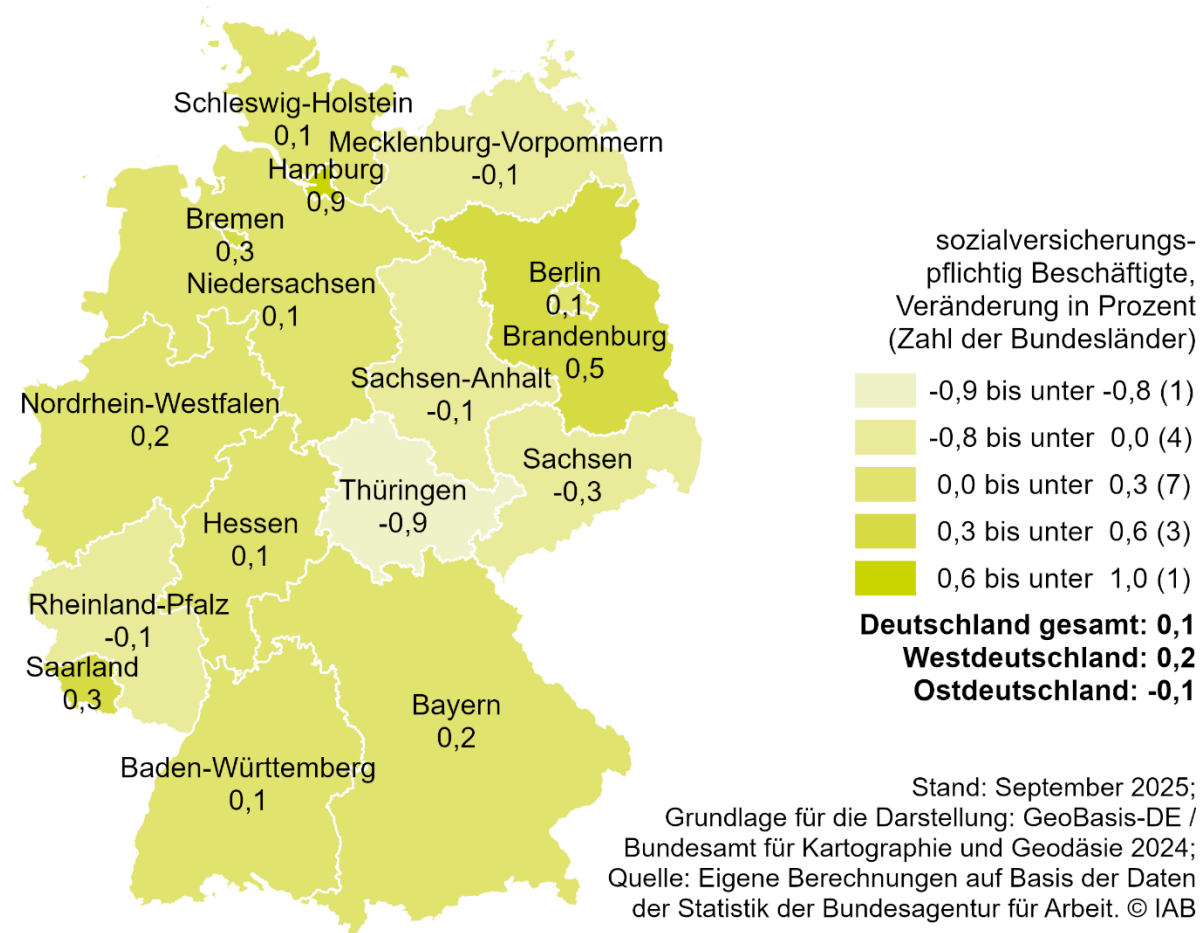 Schleswig-Holstein
0,1
Mecklenburg-Vorpommern
-0,1
Hamburg
0,9
Bremen
0,3
Niedersachsen
0,1
Berlin
0,1
Brandenburg
0,5
Sachsen-Anhalt
-0,1
Nordrhein-Westfalen
0,2
Sachsen
-0,3
Thüringen
-0,9
Hessen
0,1
Rheinland-Pfalz
-0,1
Saarland
0,3
Bayern
0,2
Baden-Württemberg
0,1
sozialversicherungs-
pflichtig Beschäftigte,
Veränderung in Prozent
(Zahl der Bundesländer)
-0,9 bis unter -0,8 (1)
-0,8 bis unter 0,0 (4)
0,0 bis unter 0,3 (7)
0,3 bis unter 0,6 (3)
0,6 bis unter 1,0 (1)
Deutschland gesamt: 0,1
Westdeutschland: 0,2
Ostdeutschland: -0,1
Stand: September 2025;
Grundlage für die Darstellung: GeoBasis-DE /
Bundesamt für Kartographie und Geodäsie 2024;
Quelle: Eigene Berechnungen auf Basis der Daten
der Statistik der Bundesagentur für Arbeit. © IAB